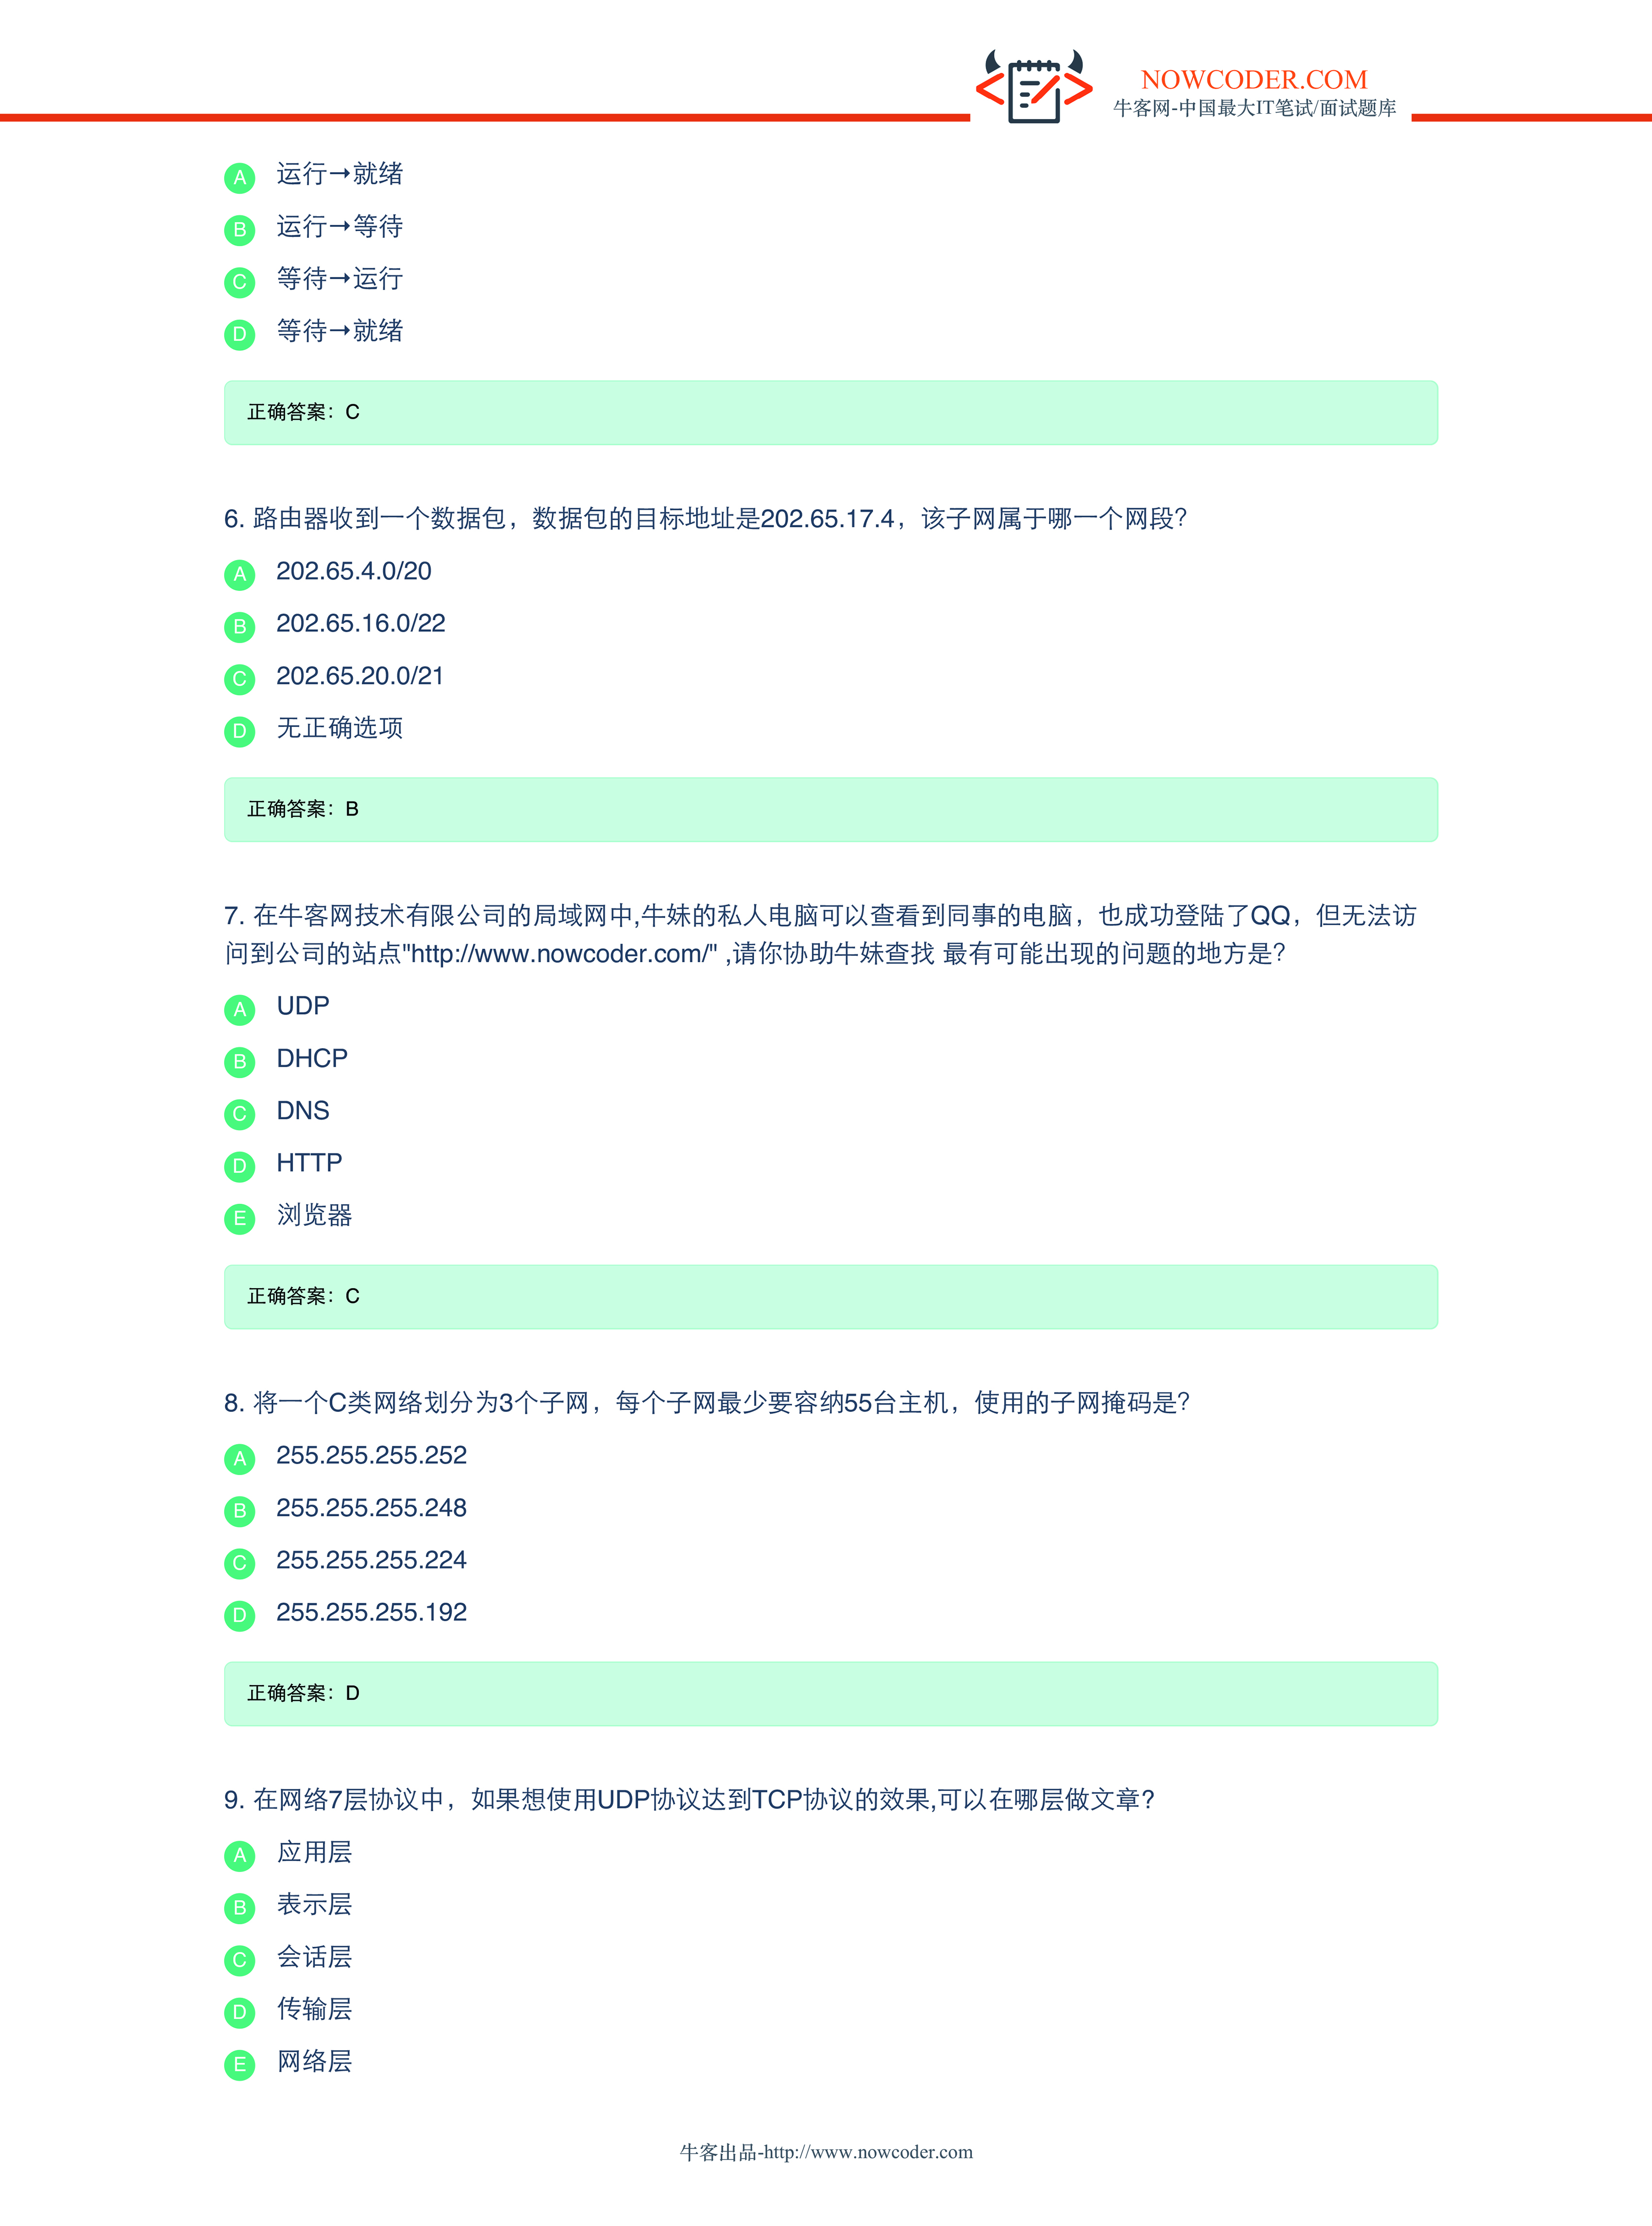 NOWCODER.COM
牛客网-中国最大IT笔试/面试题库
A 运行→就绪
B 运行→等待
C 等待→运行
D 等待→就绪
正确答案：C
6. 路由器收到一个数据包，数据包的目标地址是202.65.17.4，该子网属于哪一个网段？
A 202.65.4.0/20
B 202.65.16.0/22
C 202.65.20.0/21
D 无正确选项
正确答案：B
7. 在牛客网技术有限公司的局域网中,牛妹的私人电脑可以查看到同事的电脑，也成功登陆了QQ，但无法访
问到公司的站点"http://www.nowcoder.com/" ,请你协助牛妹查找 最有可能出现的问题的地方是？
A UDP
B DHCP
C DNS
D HTTP
E 浏览器
正确答案：C
8. 将一个C类网络划分为3个子网，每个子网最少要容纳55台主机，使用的子网掩码是？
A 255.255.255.252
B 255.255.255.248
C 255.255.255.224
D 255.255.255.192
正确答案：D
9. 在网络7层协议中，如果想使用UDP协议达到TCP协议的效果,可以在哪层做文章?
A 应用层
B 表示层
C 会话层
D 传输层
E 网络层
牛客出品-http://www.nowcoder.com